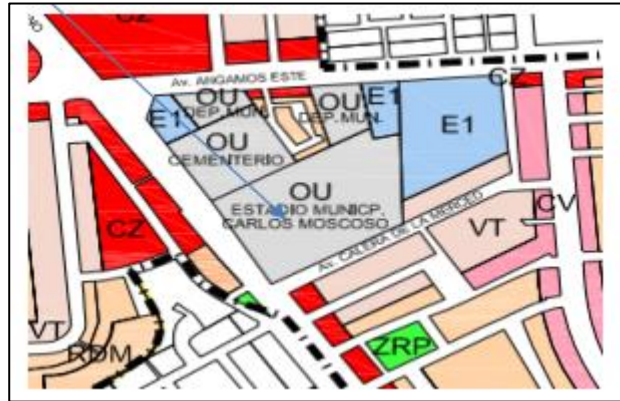 CZ
NO
Av. ANGAMOS ESTE
CZ
OU
DEP. MUN.
OU
DEP. MUN.
E1
E1
E1
OU
CEMENTERIO
OU
ESTADIO MUNICP.
CARLOS MOSCOSO
CZ
Av. CALERA DE LA MERCED
VT
CV
VT
RDM
ZRP